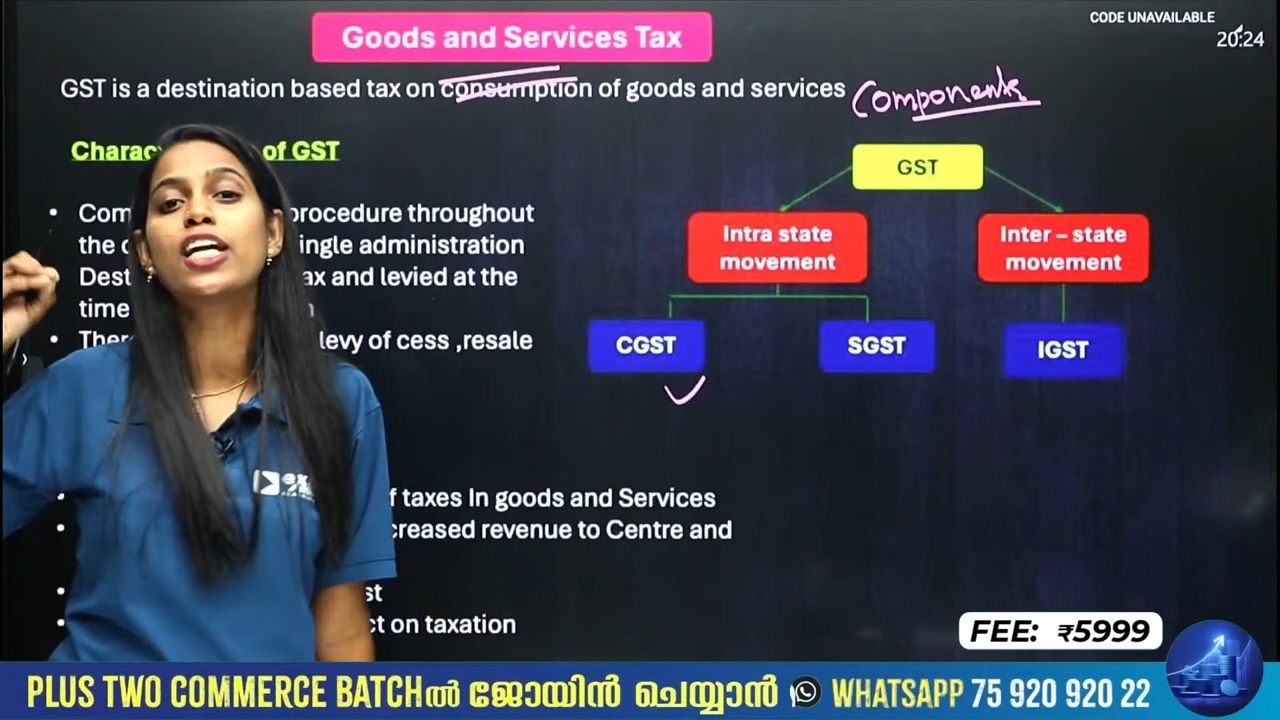 CODE UNAVAILABLE
20:24
Goods and Services Tax
GST is a destination based tax on consumption of goods and services
Components
of GST
GST
procedure throughout
the
ingle administration
ax and levied at the
time
levy of cess ,resale
Intra state
movement
Inter – state
movement
CGST
SGST
IGST
f taxes In goods and Services
creased revenue to Centre and
st
ct on taxation
FEE: ₹5999
PLUS TWO COMMERCE BATCHൽ ജോയിൻ ചെയ്യാൻ WHATSAPP 75 920 920 22